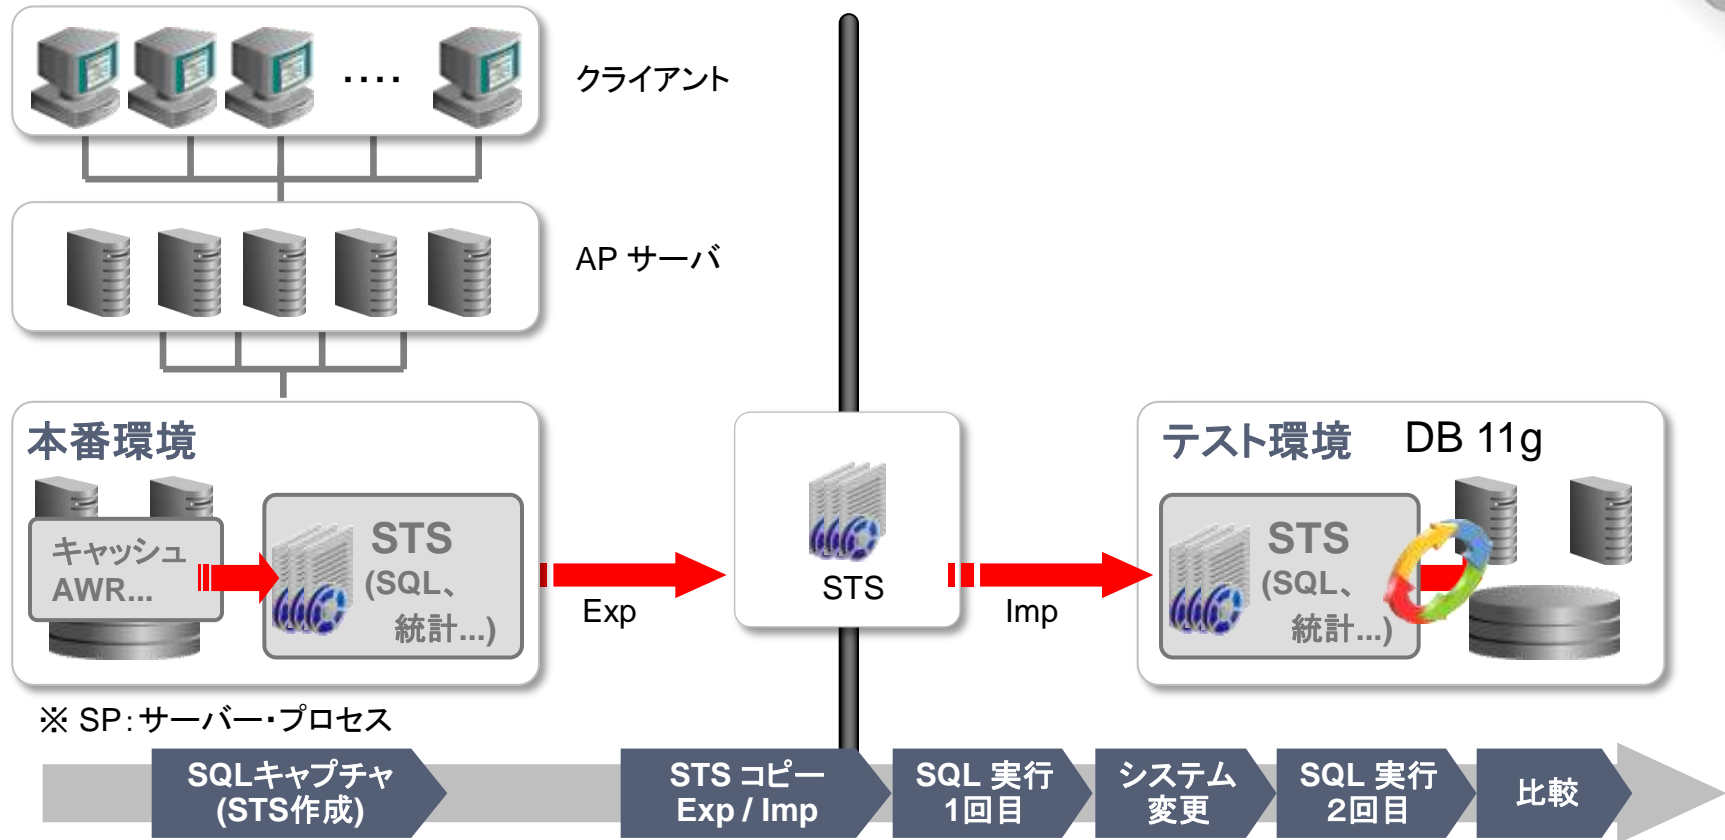 クライアント
AP サーバ
本番環境
キャッシュ
AWR...
STS
(SQL、
統計...)
Exp
STS
Imp
テスト環境 DB 11g
STS
(SQL、
統計...)
※ SP：サーバー・プロセス
SQLキャプチャ
(STS作成)
STS コピー
Exp / Imp
SQL 実行
1回目
システム
変更
SQL 実行
2回目
比較